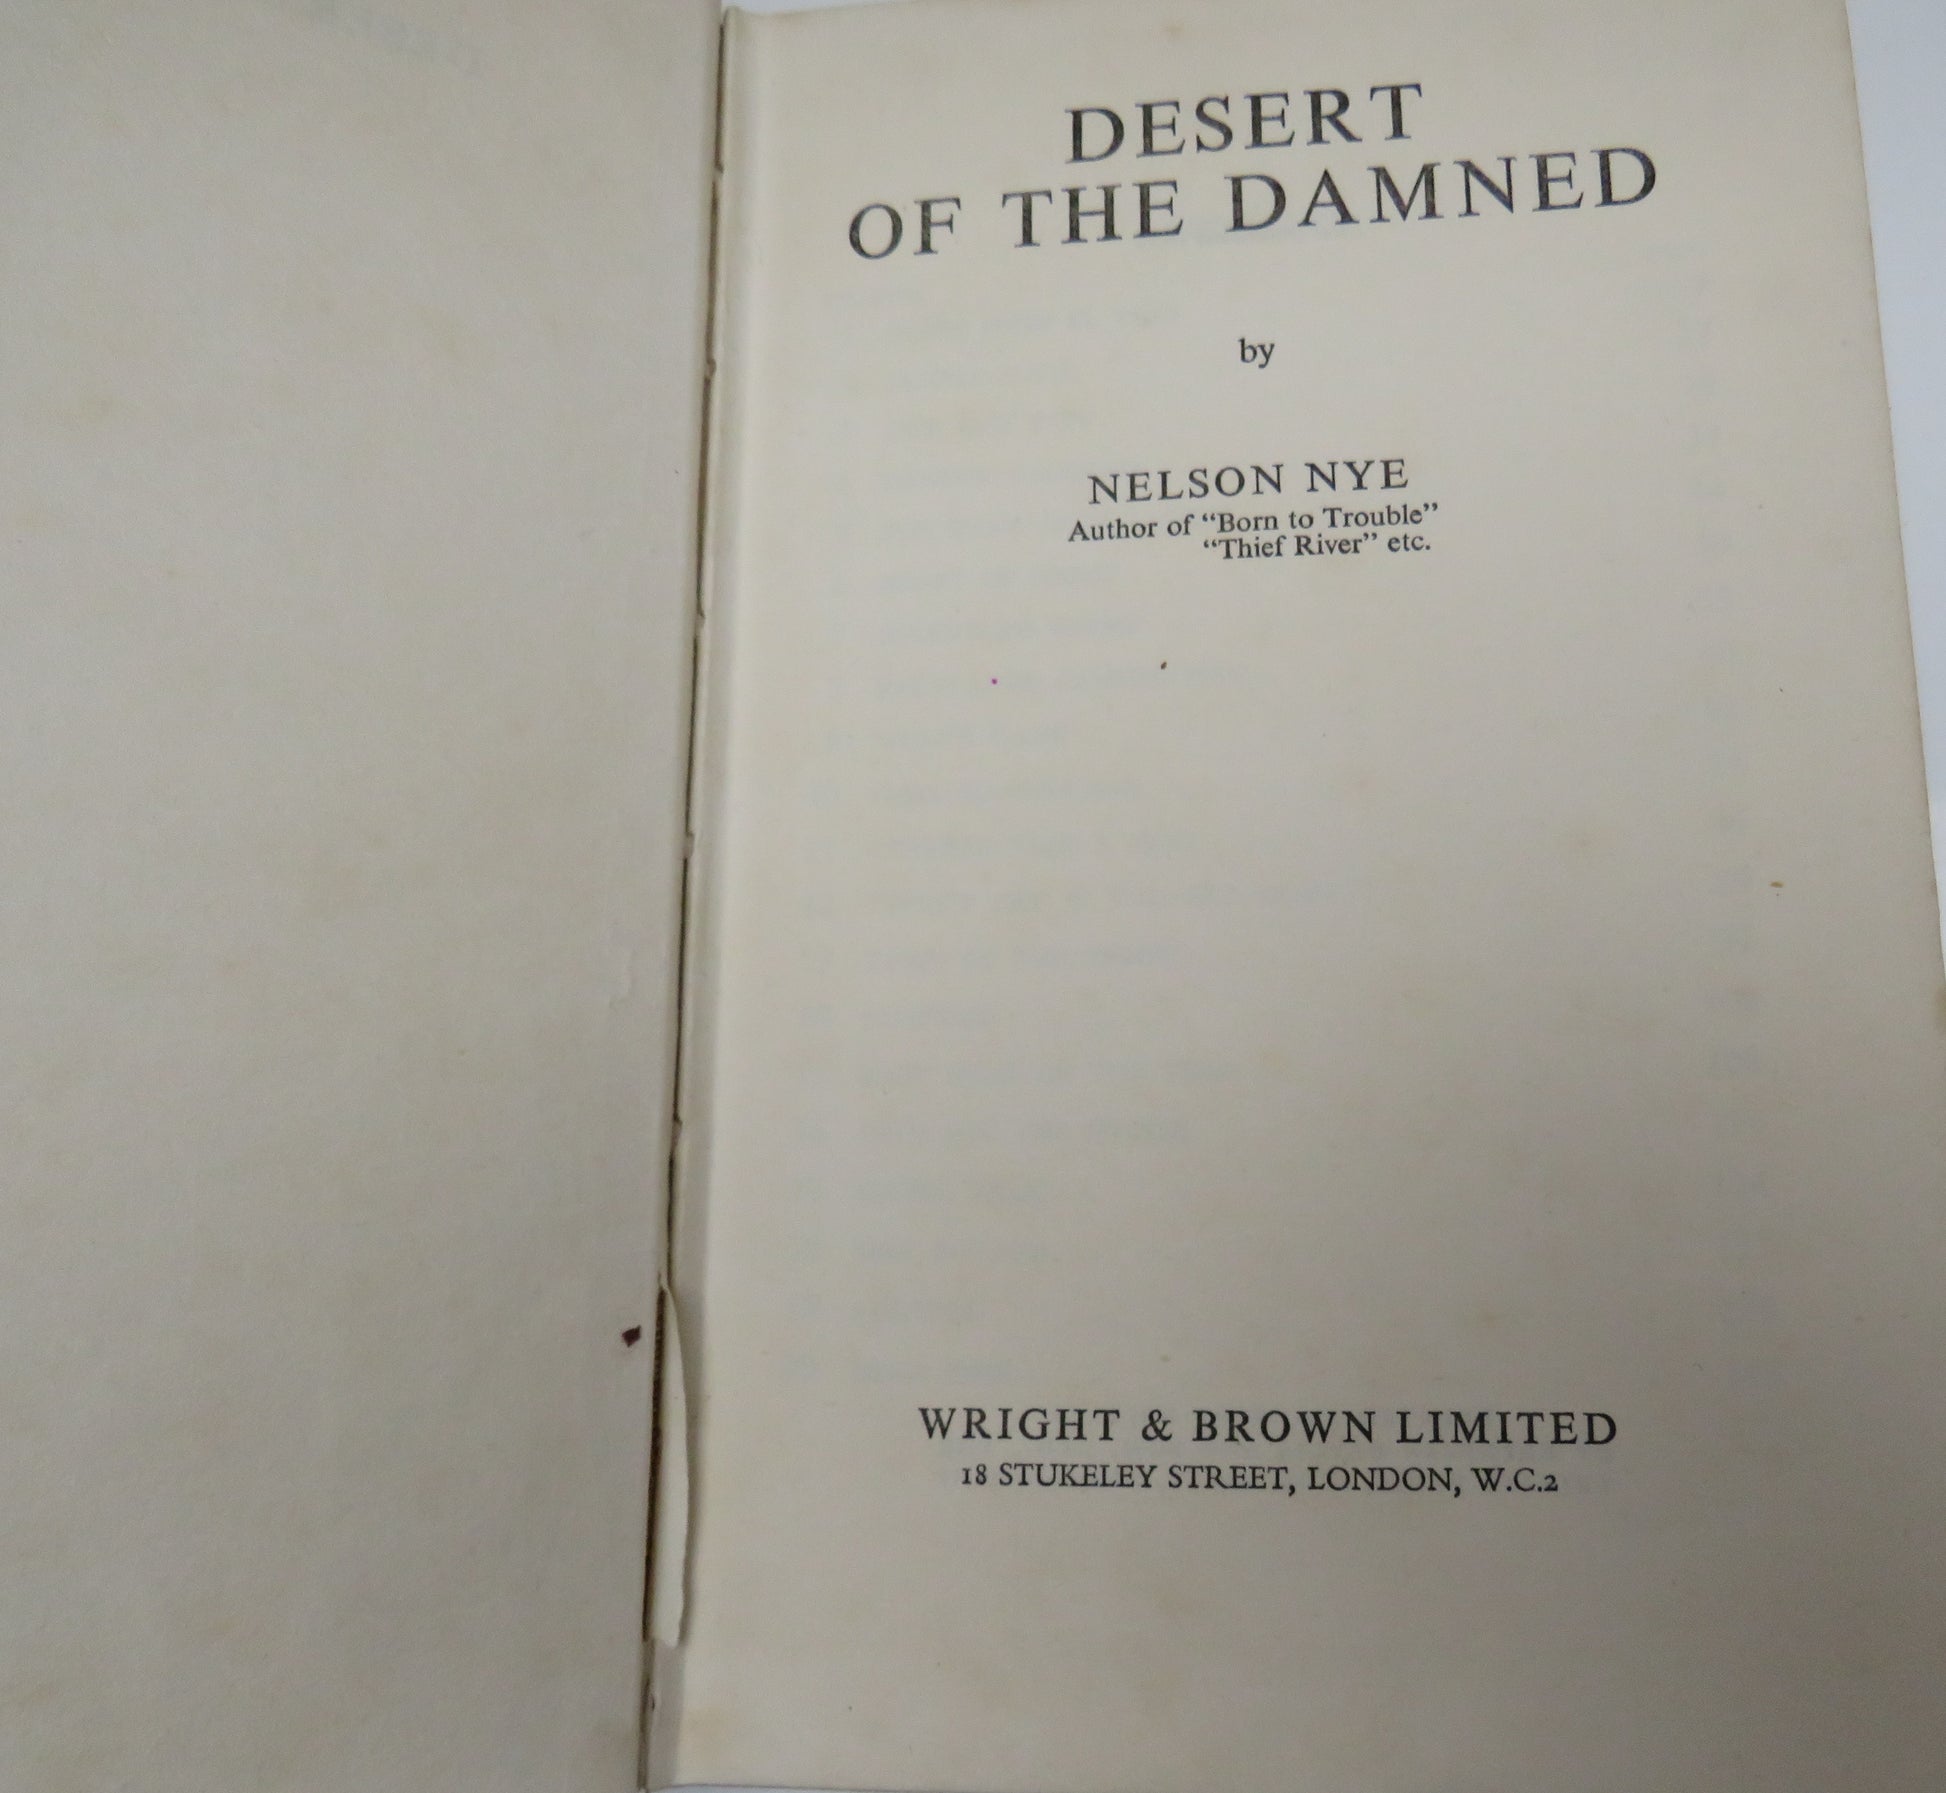 DESERT
OF THE DAMNED
by
NELSON NYE
Author of “Born to Trouble”
“Thief River” etc.
WRIGHT & BROWN LIMITED
18 STUKELEY STREET, LONDON, W.C.2